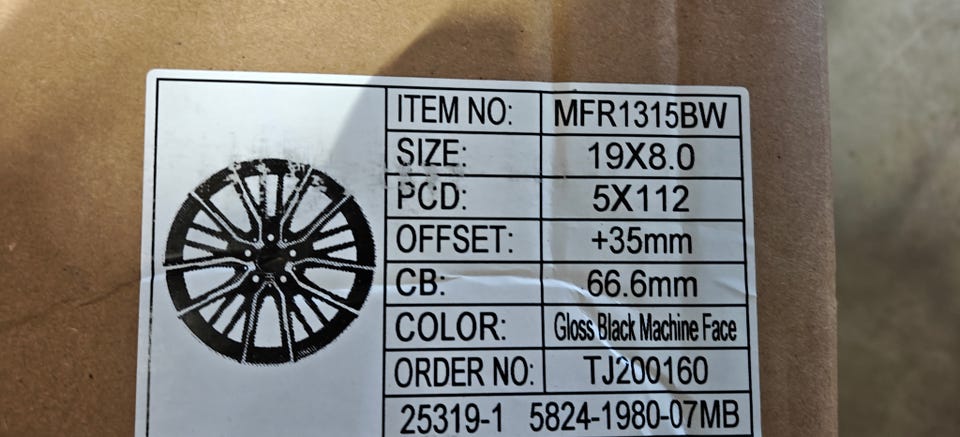 ITEM NO: MFR1315BW
SIZE: 19X8.0
PCD: 5X112
OFFSET: +35mm
CB: 66.6mm
COLOR: Gloss Black Machine Face
ORDER NO: TJ200160
25319-1 5824-1980-07MB